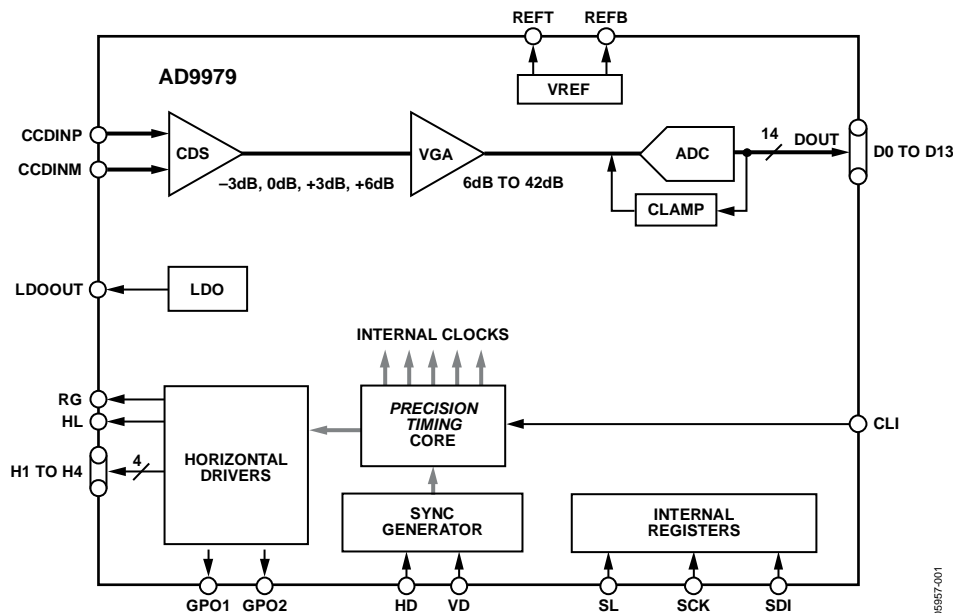 REFT REFB
AD9979
VREF
CCDINP
CCDINM
CDS
–3dB, 0dB, +3dB, +6dB
VGA
6dB TO 42dB
ADC
CLAMP
14
DOUT
D0 TO D13
LDOOUT
LDO
INTERNAL CLOCKS
RG
HL
H1 TO H4
4
HORIZONTAL
DRIVERS
PRECISION
TIMING
CORE
CLI
SYNC
GENERATOR
INTERNAL
REGISTERS
GPO1 GPO2 HD VD SL SCK SDI
05957-001